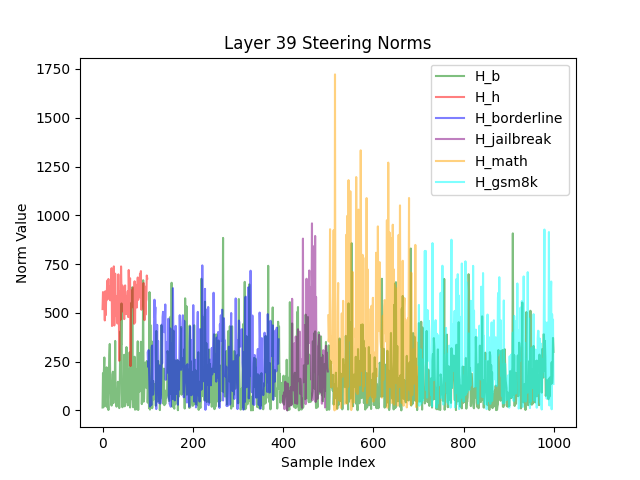 Layer 39 Steering Norms
Norm Value
1750
1500
1250
1000
750
500
250
0
0
200
400
600
800
1000
Sample Index
H_b
H_h
H_borderline
H_jailbreak
H_math
H_gsm8k